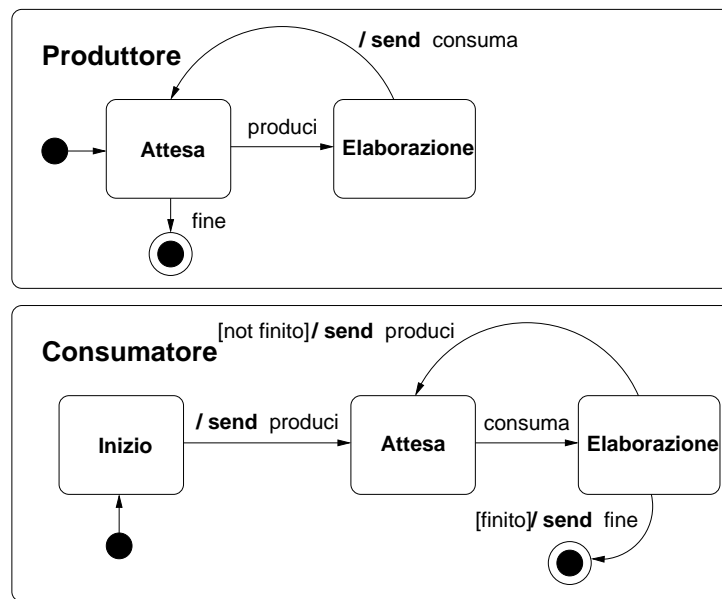 / send consuma
Produttore
produci
Attesa
Elaborazione
fine
[not finito]/ send produci
Consumatore
/ send produci
consuma
Inizio
Attesa
Elaborazione
[finito]/ send fine